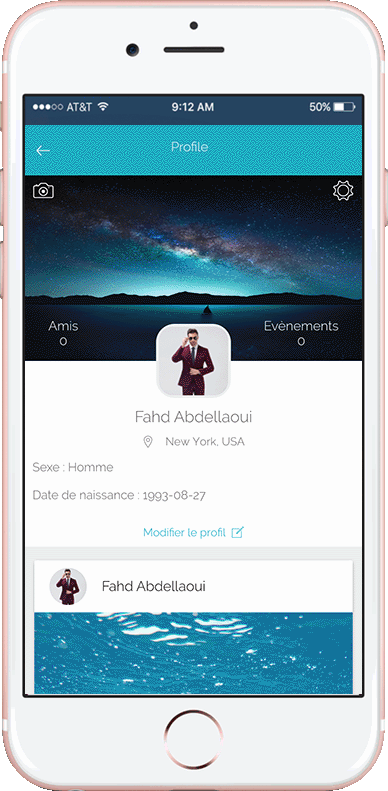 AT&T 9:12 AM 50%
Profile
Amis Evènements
0 0
Fahd Abdellaoui
New York, USA
Sexe : Homme
Date de naissance : 1993-08-27
Modifier le profil
Fahd Abdellaoui